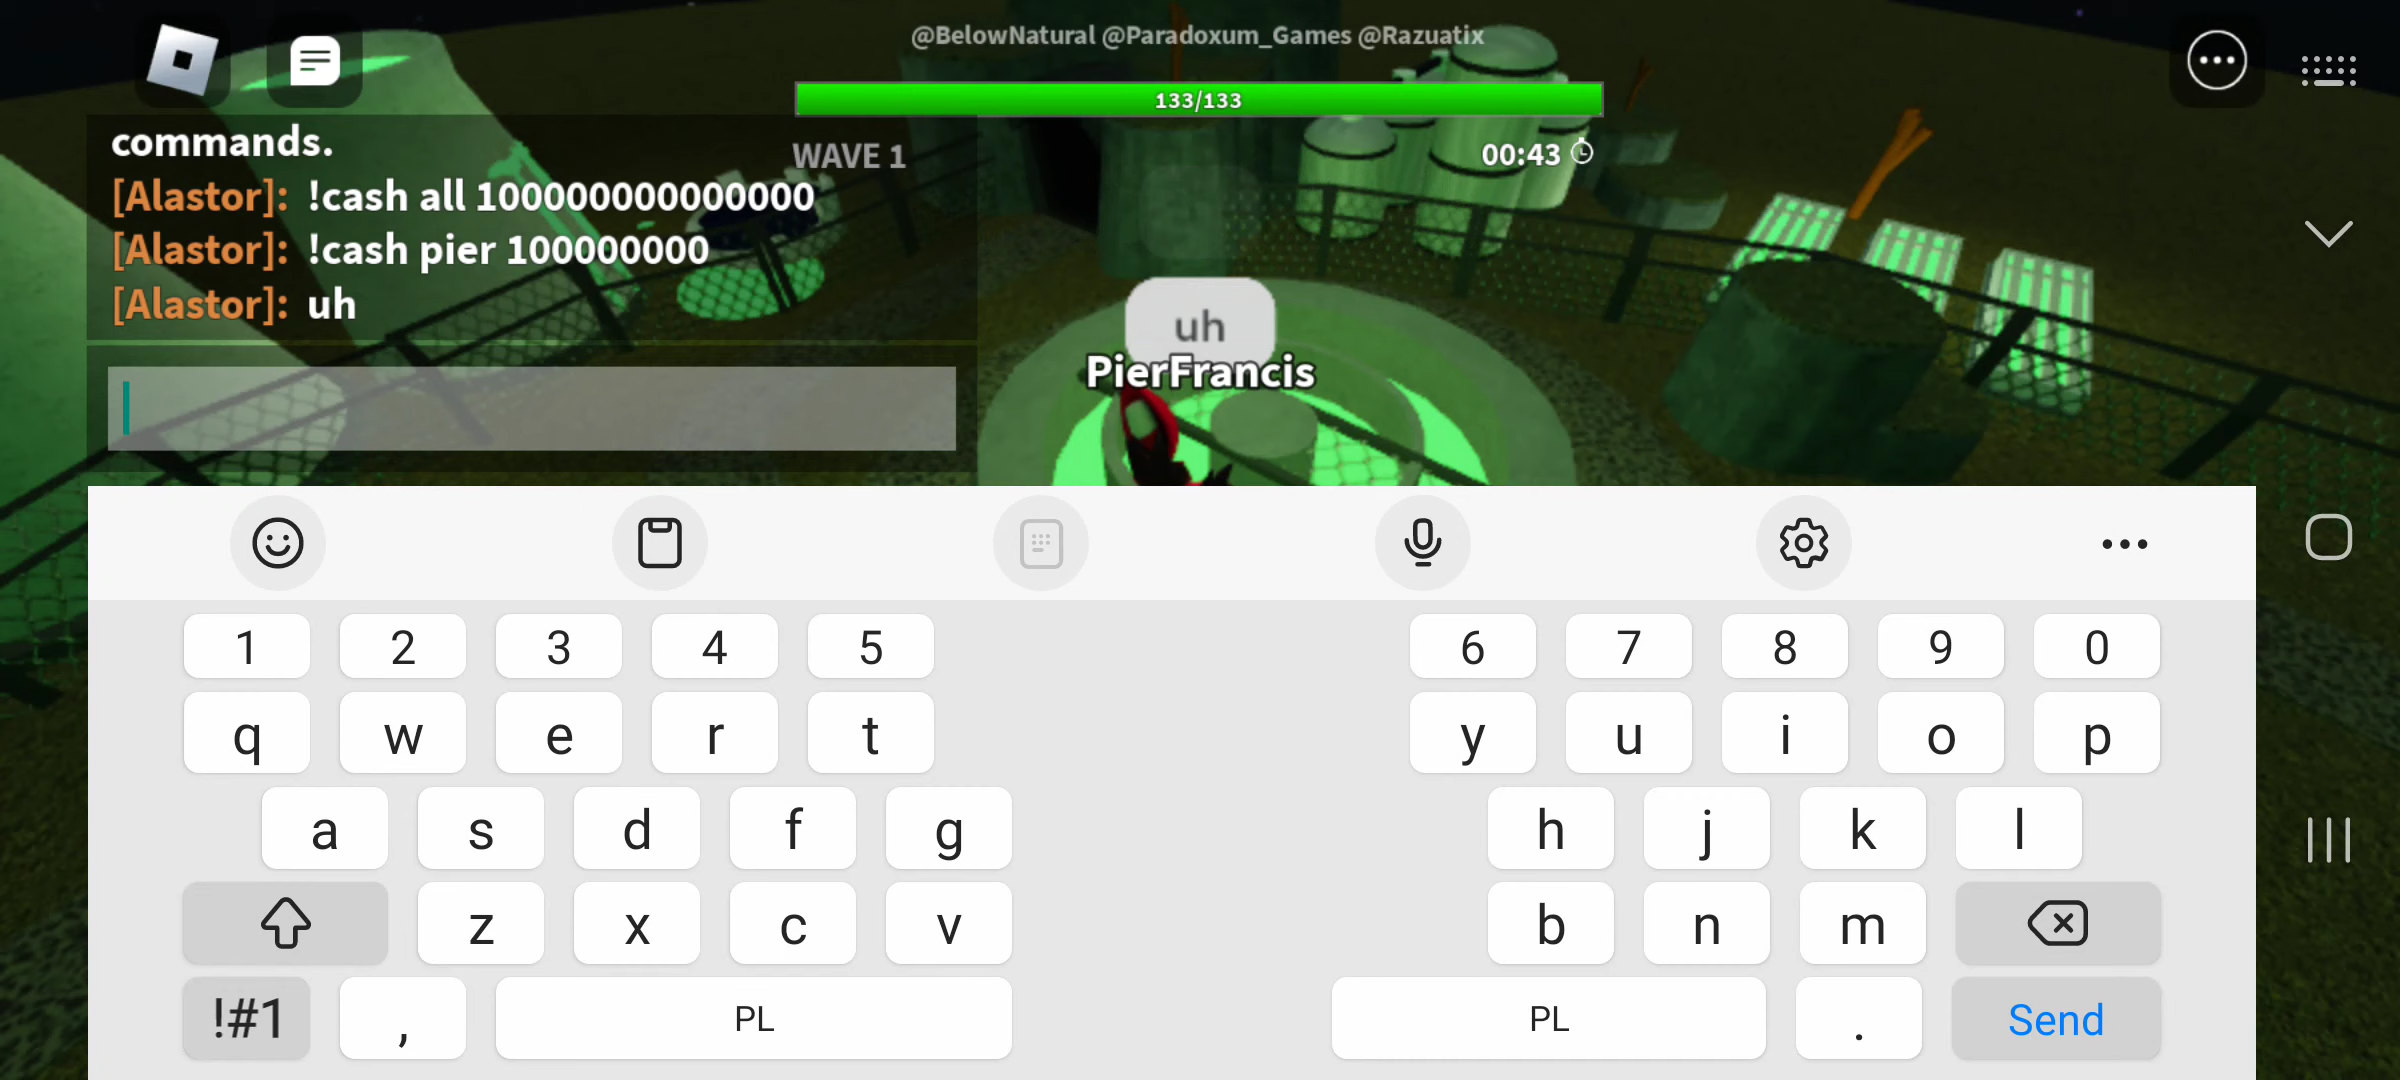 @BelowNatural @Paradoxum_Games @Razuatix
133/133
WAVE 1
00:43
commands.
[Alastor]: !cash all 100000000000000
[Alastor]: !cash pier 100000000
[Alastor]: uh
uh
PierFrancis
1 2 3 4 5 6 7 8 9 0
q w e r t y u i o p
a s d f g h j k l
z x c v b n m
!#1 , PL PL . Send